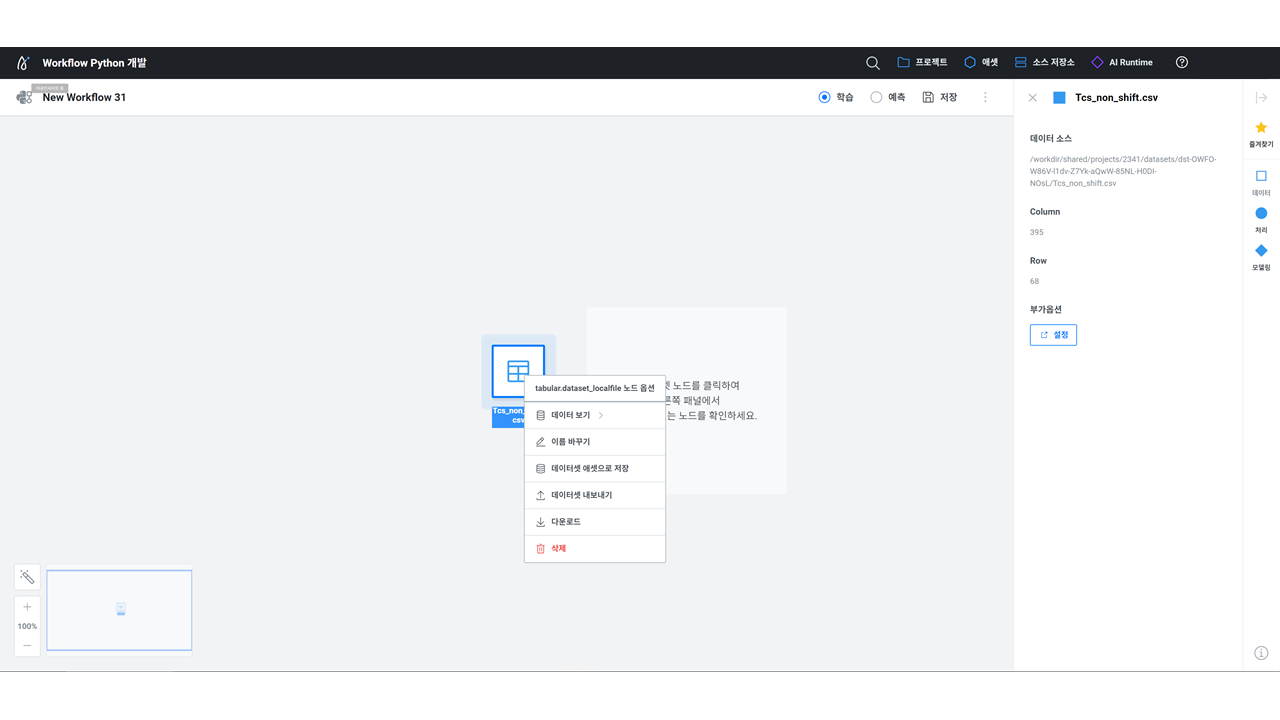 Workflow Python 개발
프로젝트
애셋
소스 저장소
AI Runtime
New Workflow 31
학습
예측
저장
Tcs_non_shift.csv
즐겨찾기
데이터
처리
모델링
데이터 소스
/workdir/shared/projects/2341/datasets/dst-OWFO-
W86V-I1dv-Z7Yk-aQwW-85NL-H0DI-
NOsL/Tcs_non_shift.csv
Column
395
Row
68
부가옵션
설정
노드를 클릭하여
른쪽 패널에서
는 노드를 확인하세요.
Tcs_non_
csv
tabular.dataset_localfile 노드 옵션
데이터 보기
이름 바꾸기
데이터셋 애셋으로 저장
데이터셋 내보내기
다운로드
삭제
100%